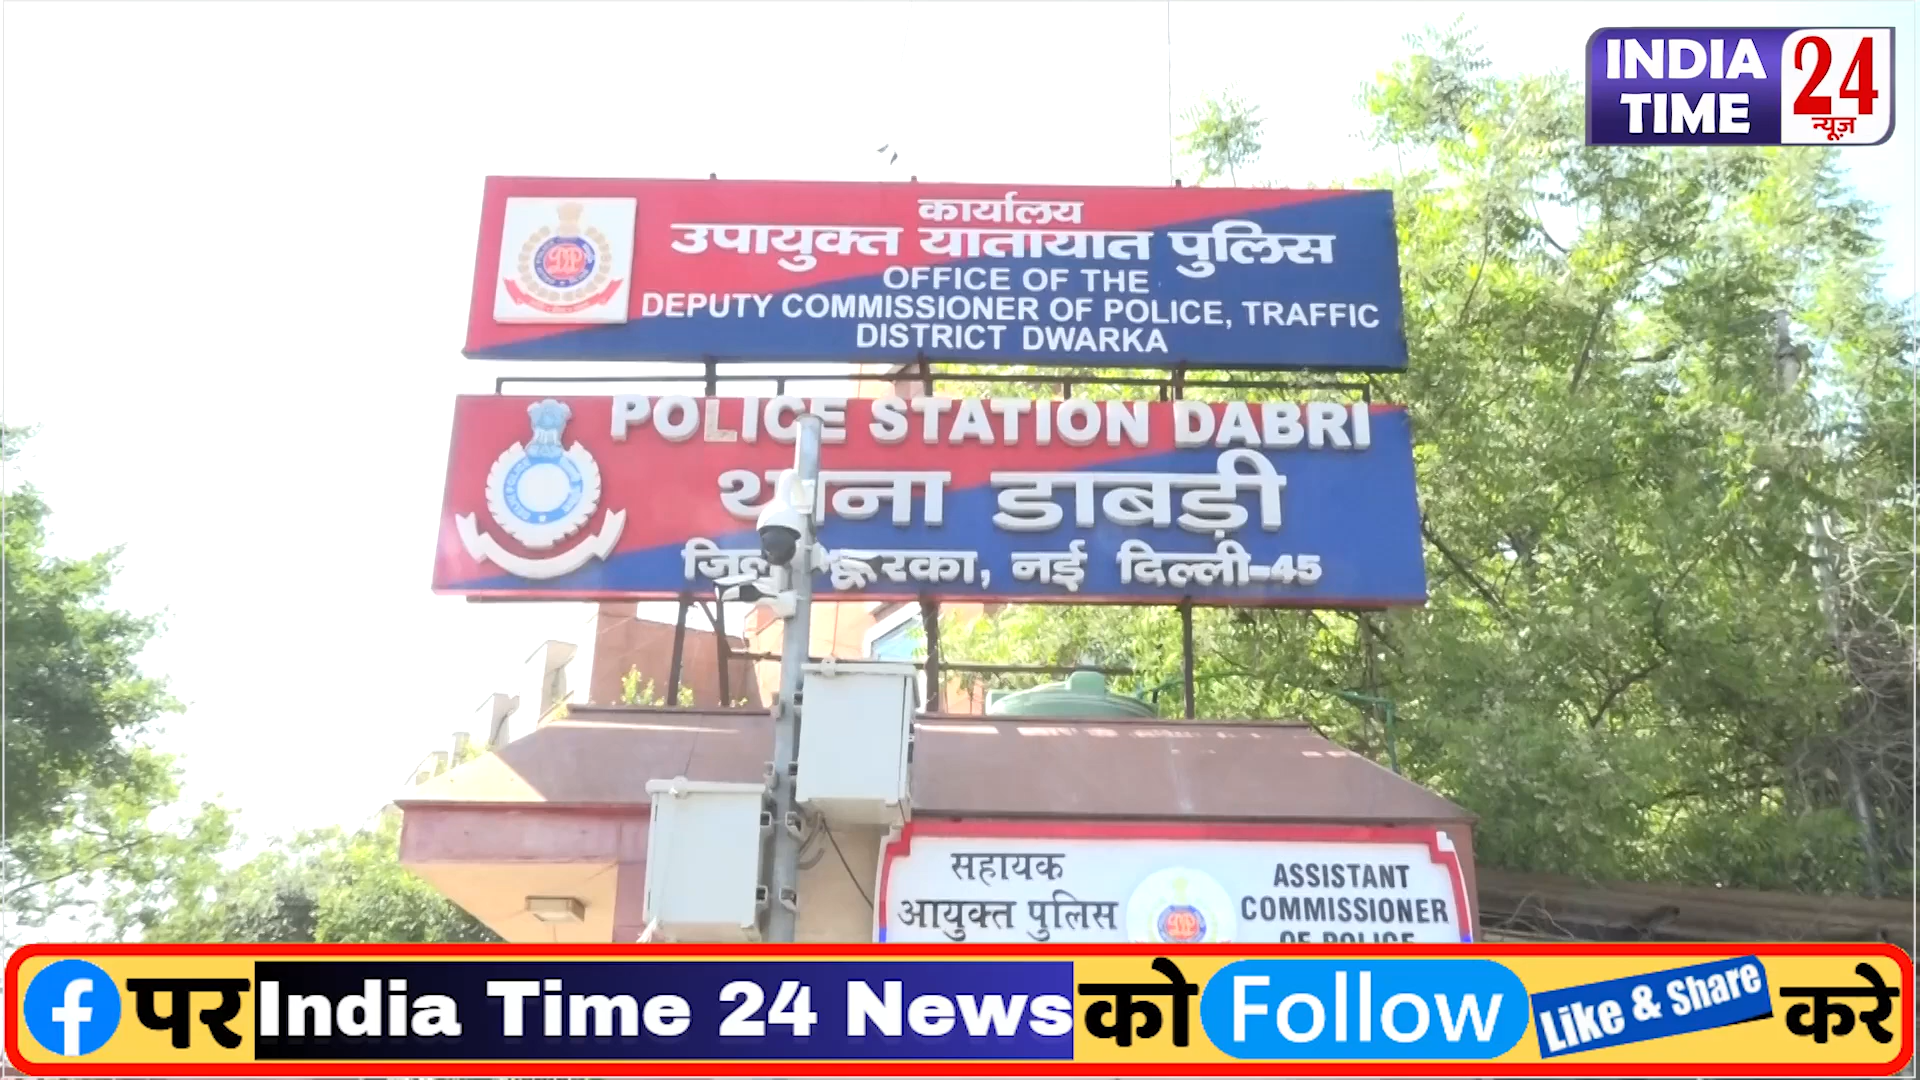 INDIA
TIME
24
न्यूज़
कार्यालय
उपायुक्त यातायात पुलिस
OFFICE OF THE
DEPUTY COMMISSIONER OF POLICE, TRAFFIC
DISTRICT DWARKA
POLICE STATION DABRI
थाना डाबड़ी
नई दिल्ली-45
सहायक
आयुक्त पुलिस
ASSISTANT
COMMISSIONER
OF POLICE
f पर India Time 24 News को Follow Like & Share करे